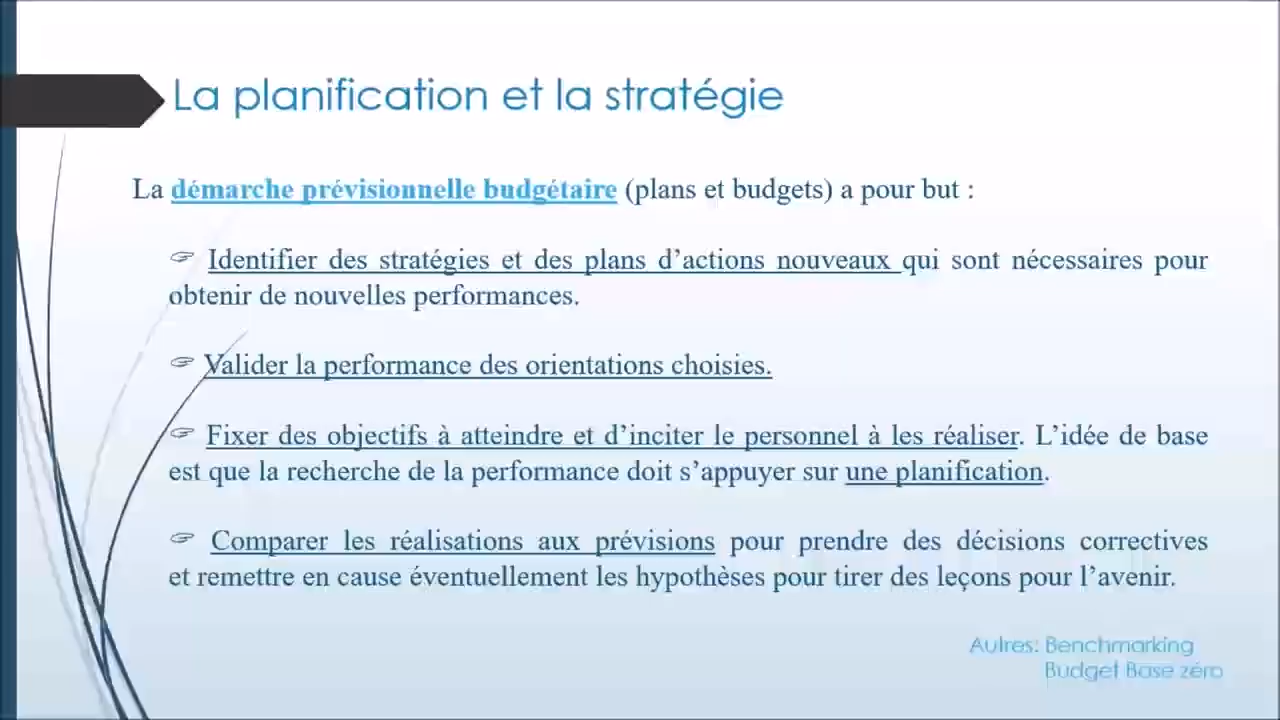 La planification et la stratégie
La démarche prévisionnelle budgétaire (plans et budgets) a pour but :
☞ Identifier des stratégies et des plans d’actions nouveaux qui sont nécessaires pour
obtenir de nouvelles performances.
☞ Valider la performance des orientations choisies.
☞ Fixer des objectifs à atteindre et d’inciter le personnel à les réaliser. L’idée de base
est que la recherche de la performance doit s’appuyer sur une planification.
☞ Comparer les réalisations aux prévisions pour prendre des décisions correctives
et remettre en cause éventuellement les hypothèses pour tirer des leçons pour l’avenir.
Autres: Benchmarking
Budget Base zéro